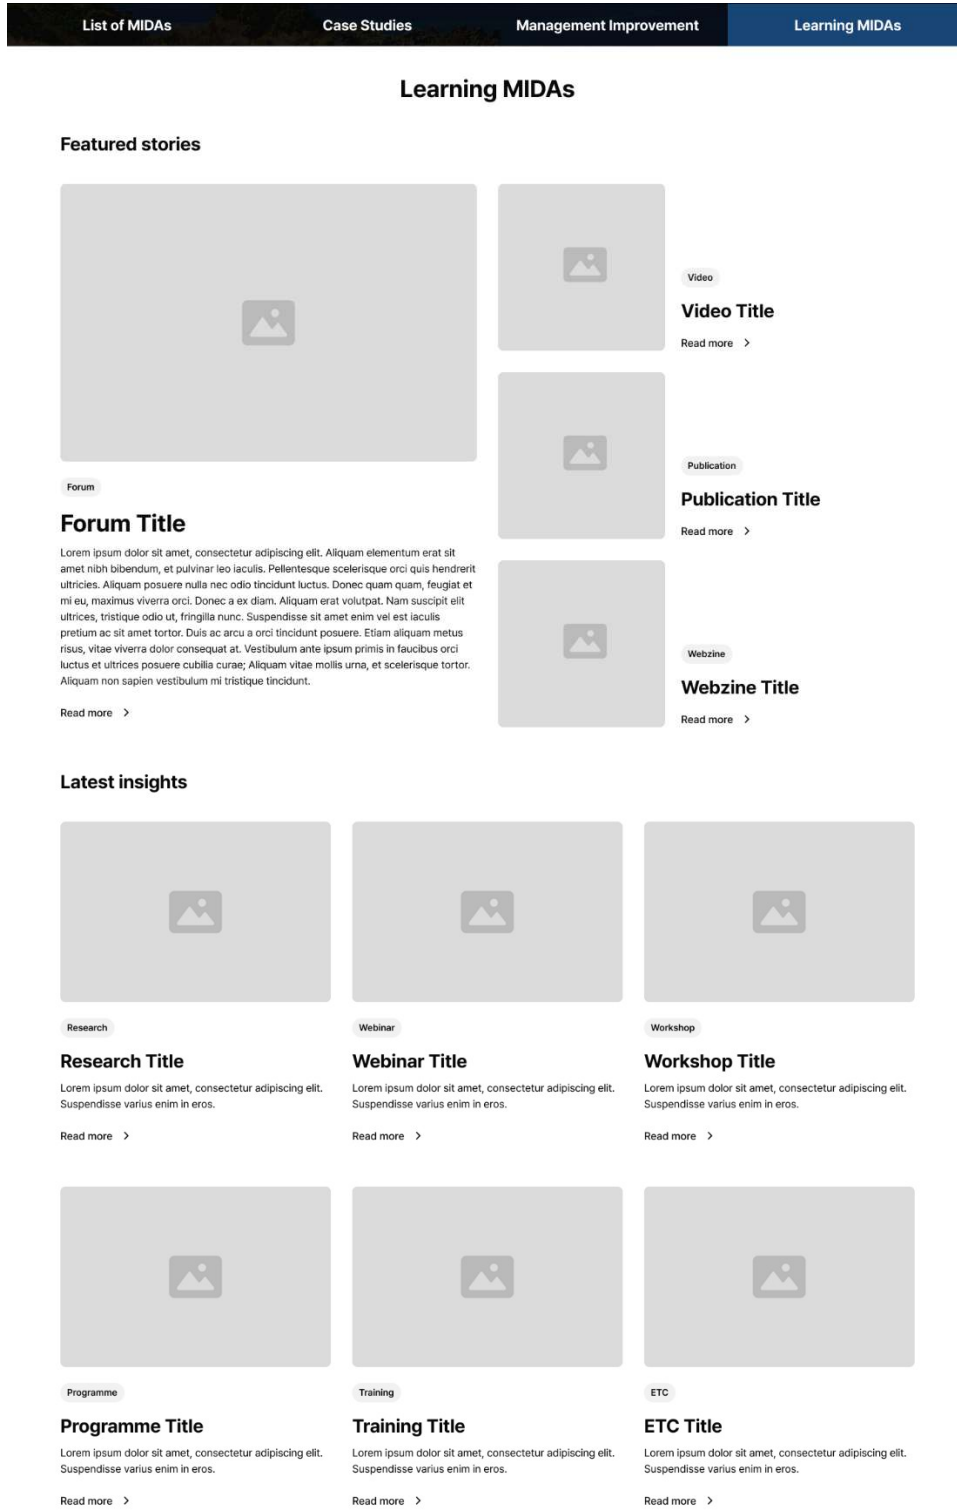 List of MIDAs
Case Studies
Management Improvement
Learning MIDAs
Learning MIDAs
Featured stories
Forum
Forum Title
Lorem ipsum dolor sit amet, consectetur adipiscing elit. Aliquam elementum erat sit
amet nibh bibendum, et pulvinar leo iaculis. Pellentesque scelerisque orci quis hendrerit
ultricies. Aliquam posuere nulla nec odio tincidunt luctus. Donec quam quam, feugiat et
mi eu, maximus viverra orci. Donec a ex diam. Aliquam erat volutpat. Nam suscipit elit
ultrices, tristique odio ut, fringilla nunc. Suspendisse sit amet enim vel est iaculis
pretium ac sit amet tortor. Duis ac arcu a orci tincidunt posuere. Etiam aliquam metus
risus, vitae viverra dolor consequat at. Vestibulum ante ipsum primis in faucibus orci
luctus et ultrices posuere cubilia curae; Aliquam vitae mollis urna, et scelerisque tortor.
Aliquam non sapien vestibulum mi tristique tincidunt.
Read more
Video
Video Title
Read more
Publication
Publication Title
Read more
Webzine
Webzine Title
Read more
Latest insights
Research
Research Title
Lorem ipsum dolor sit amet, consectetur adipiscing elit.
Suspendisse varius enim in eros.
Read more
Webinar
Webinar Title
Lorem ipsum dolor sit amet, consectetur adipiscing elit.
Suspendisse varius enim in eros.
Read more
Workshop
Workshop Title
Lorem ipsum dolor sit amet, consectetur adipiscing elit.
Suspendisse varius enim in eros.
Read more
Programme
Programme Title
Lorem ipsum dolor sit amet, consectetur adipiscing elit.
Suspendisse varius enim in eros.
Read more
Training
Training Title
Lorem ipsum dolor sit amet, consectetur adipiscing elit.
Suspendisse varius enim in eros.
Read more
ETC
ETC Title
Lorem ipsum dolor sit amet, consectetur adipiscing elit.
Suspendisse varius enim in eros.
Read more